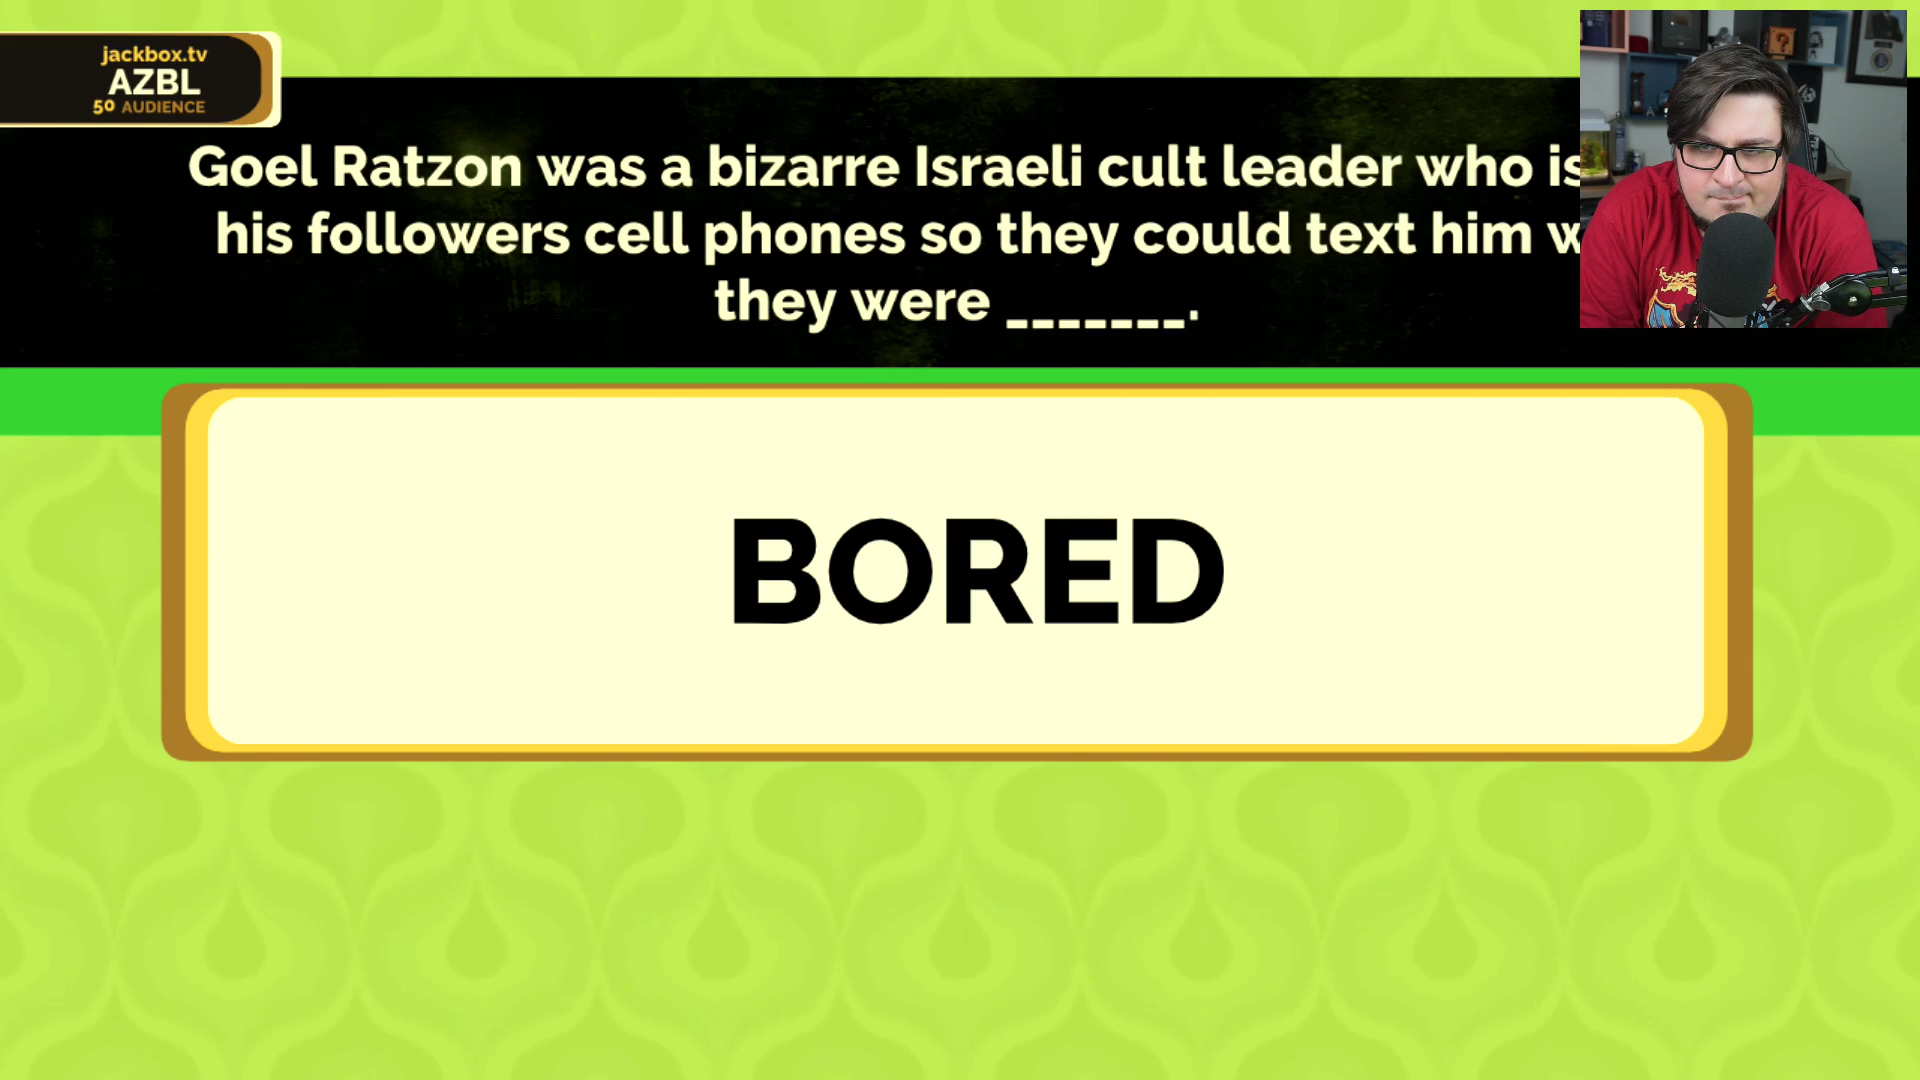 jackbox.tv
AZBL
50 AUDIENCE
Goel Ratzon was a bizarre Israeli cult leader who
his followers cell phones so they could text him
they were _______.
BORED